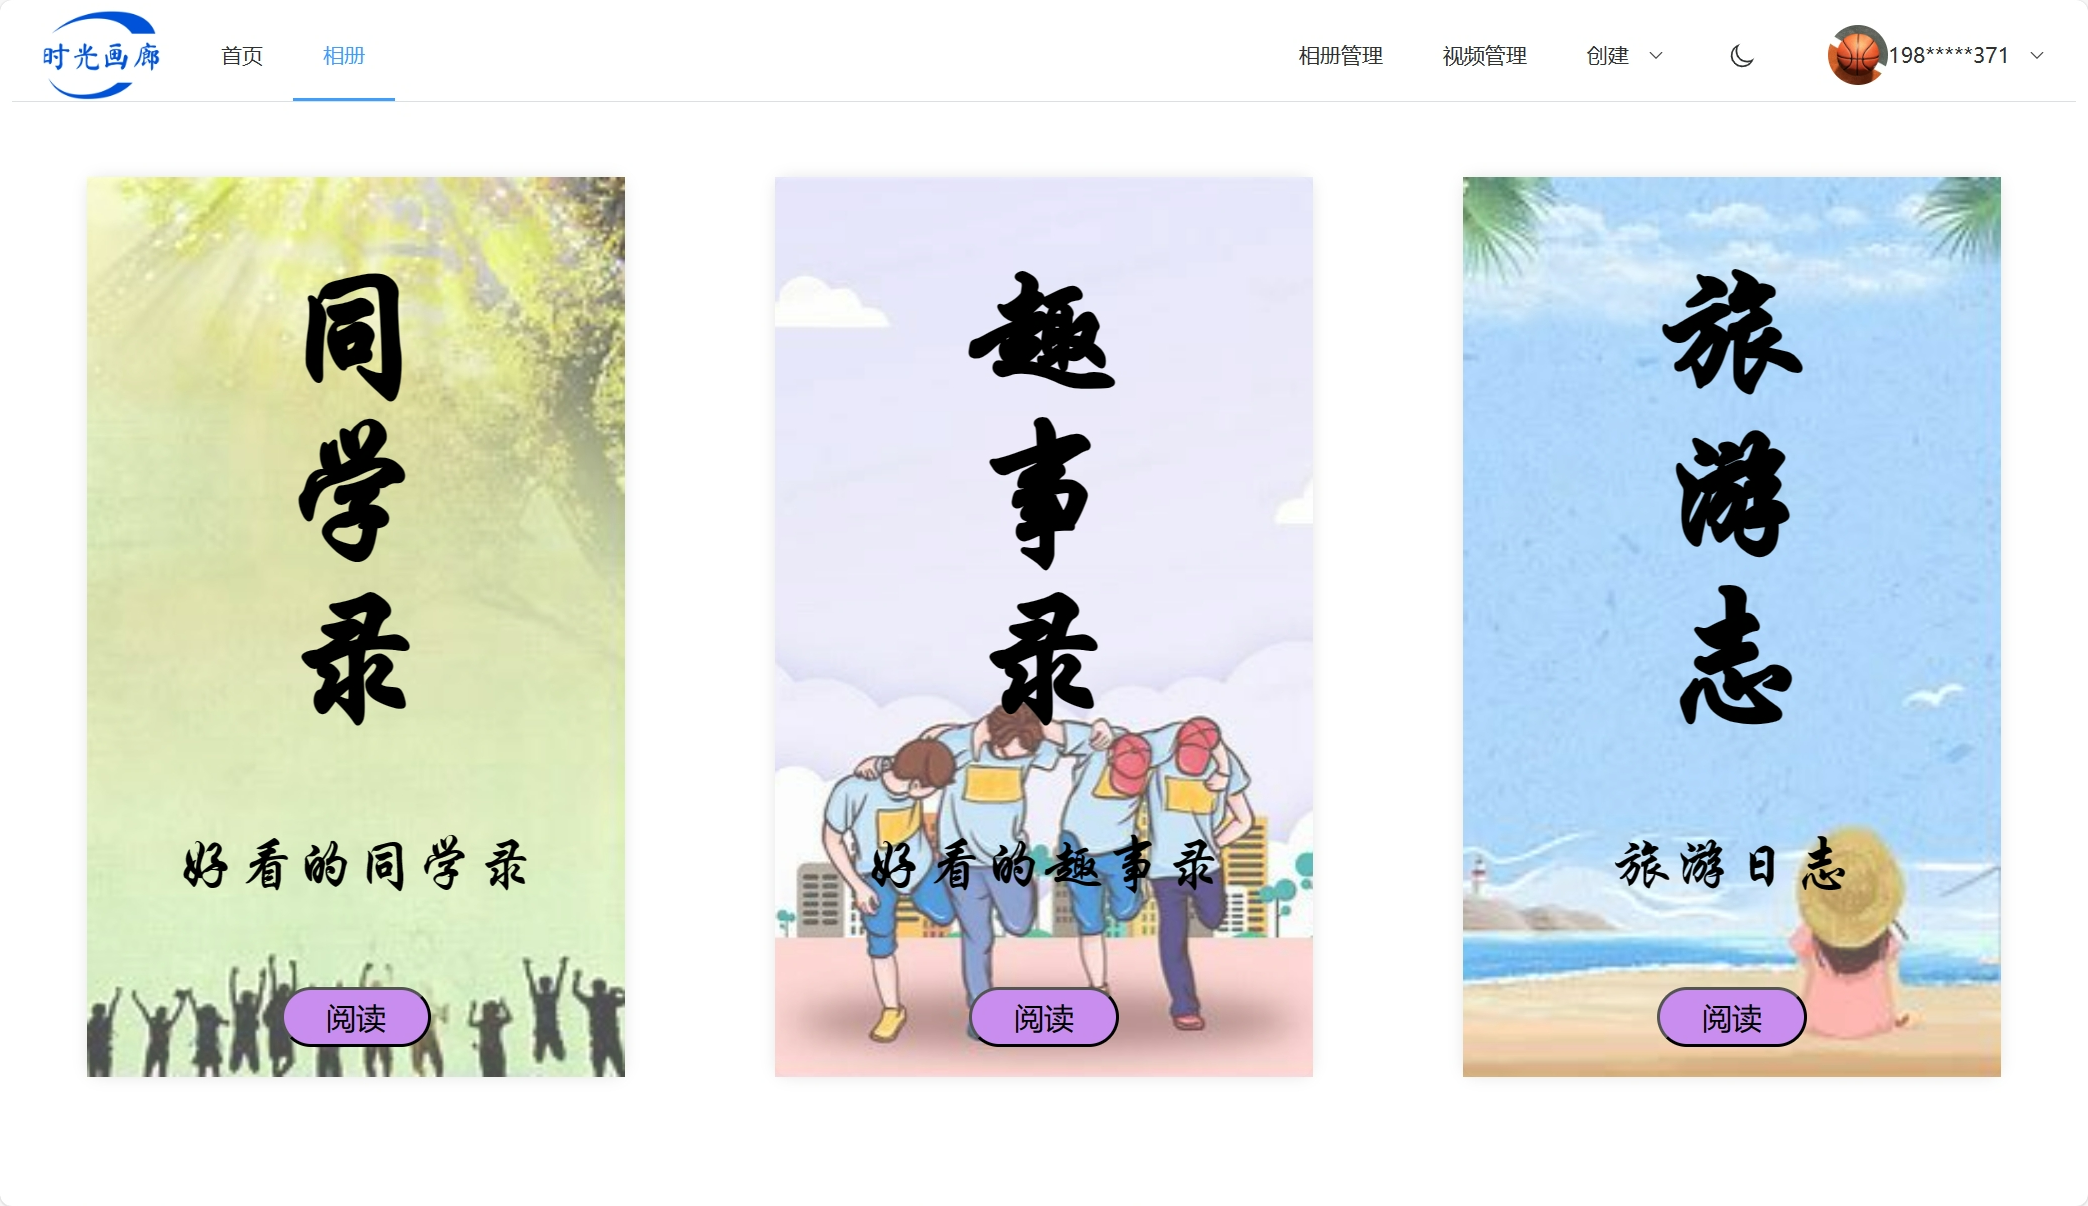 时光画廊
首页
相册
相册管理
视频管理
创建
198*****371
同学录
好看的同学录
阅读
趣事录
好看的趣事录
阅读
旅游志
旅游日志
阅读